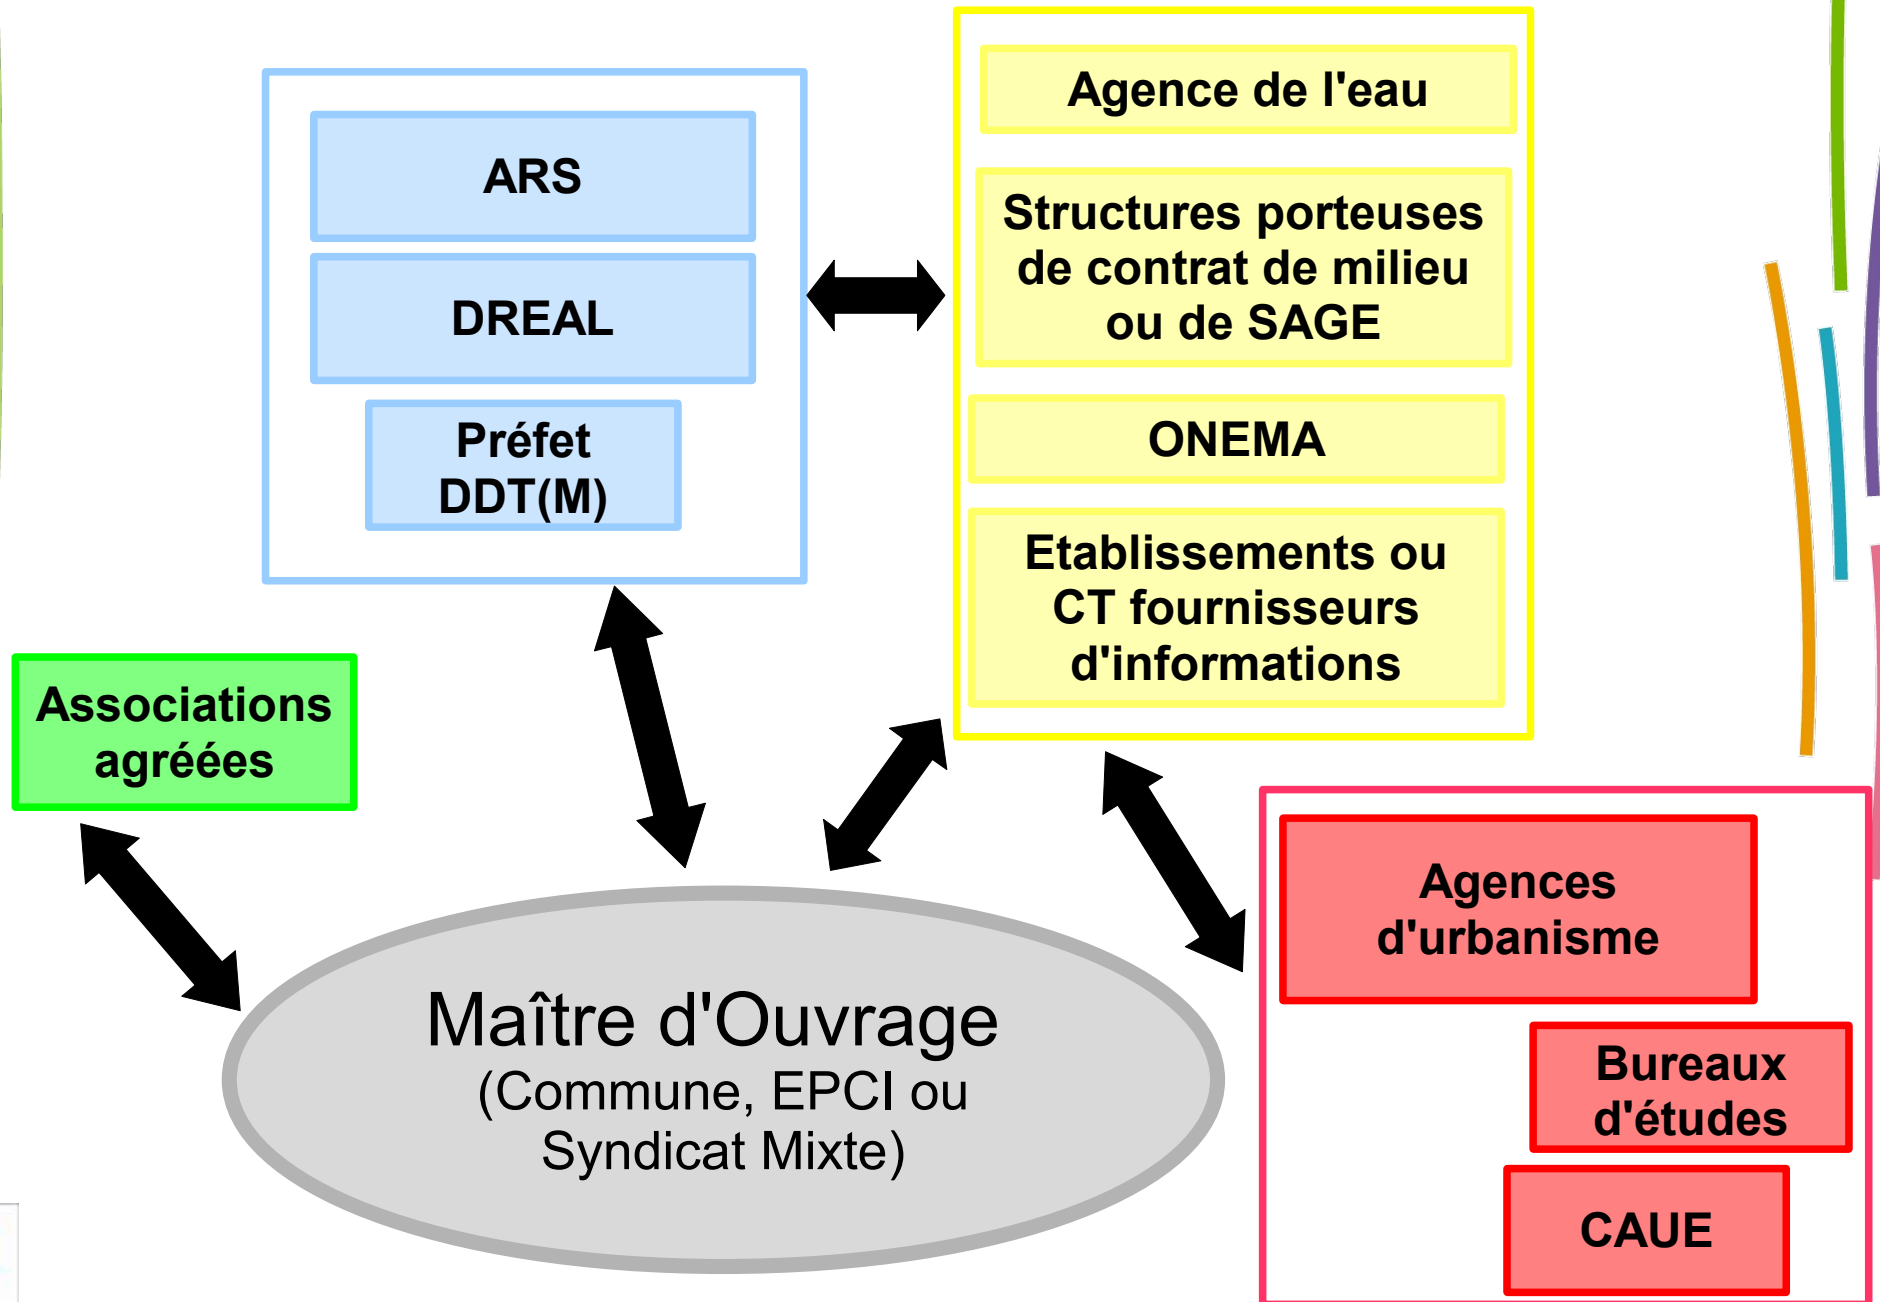 ARS
DREAL
Préfet
DDT(M)
Agence de l'eau
Structures porteuses
de contrat de milieu
ou de SAGE
ONEMA
Etablissements ou
CT fournisseurs
d'informations
Associations
agréées
Maître d'Ouvrage
(Commune, EPCI ou
Syndicat Mixte)
Agences
d'urbanisme
Bureaux
d'études
CAUE